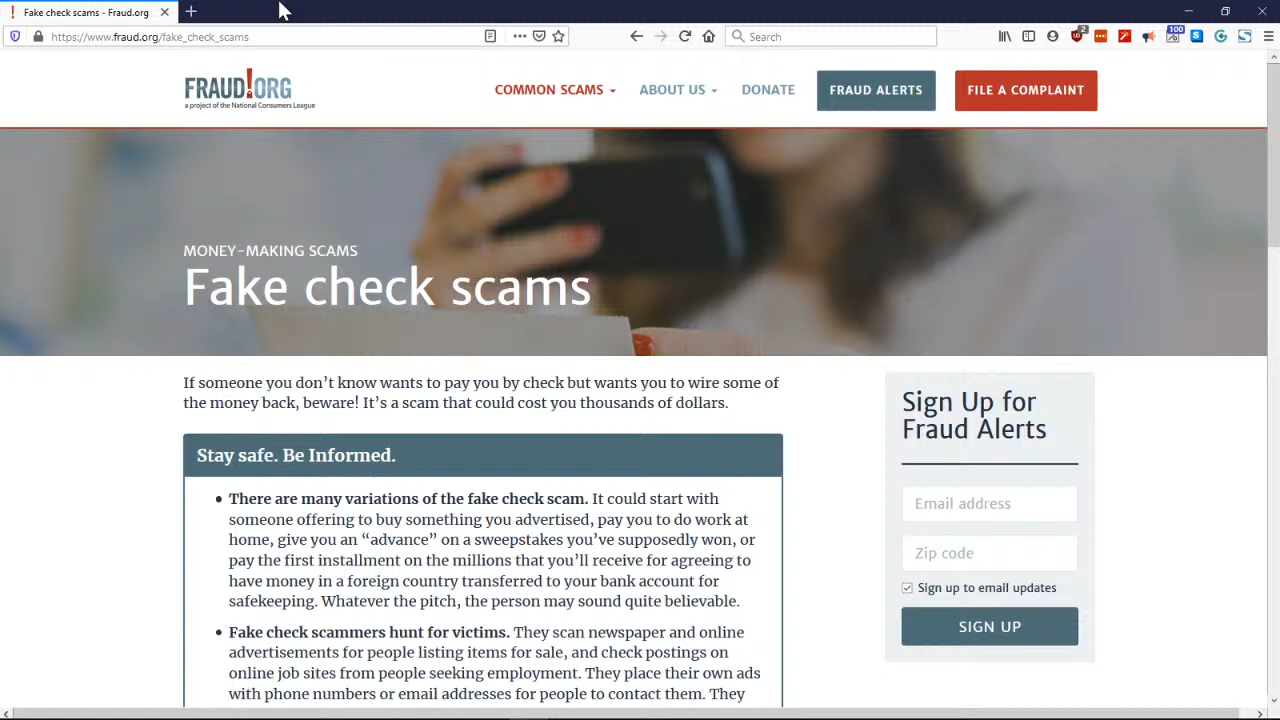 Fake check scams - Fraud.org
https://www.fraud.org/fake_check_scams
Search
2
100
FRAUD!ORG
a project of the National Consumers League
COMMON SCAMS
ABOUT US
DONATE
FRAUD ALERTS
FILE A COMPLAINT
MONEY-MAKING SCAMS
Fake check scams
If someone you don’t know wants to pay you by check but wants you to wire some of
the money back, beware! It’s a scam that could cost you thousands of dollars.
Stay safe. Be Informed.
• There are many variations of the fake check scam. It could start with
someone offering to buy something you advertised, pay you to do work at
home, give you an “advance” on a sweepstakes you’ve supposedly won, or
pay the first installment on the millions that you’ll receive for agreeing to
have money in a foreign country transferred to your bank account for
safekeeping. Whatever the pitch, the person may sound quite believable.
• Fake check scammers hunt for victims. They scan newspaper and online
advertisements for people listing items for sale, and check postings on
online job sites from people seeking employment. They place their own ads
with phone numbers or email addresses for people to contact them. They
Sign Up for
Fraud Alerts
Email address
Zip code
Sign up to email updates
SIGN UP